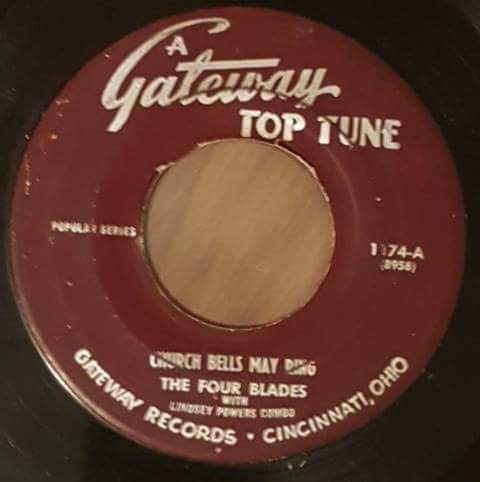 A
Gateway
TOP TUNE
POPULAR SERIES
1174-A
(8958)
CHURCH BELLS MAY RING
THE FOUR BLADES
WITH
LINDSEY POWERS COMBO
GATEWAY RECORDS • CINCINNATI, OHIO